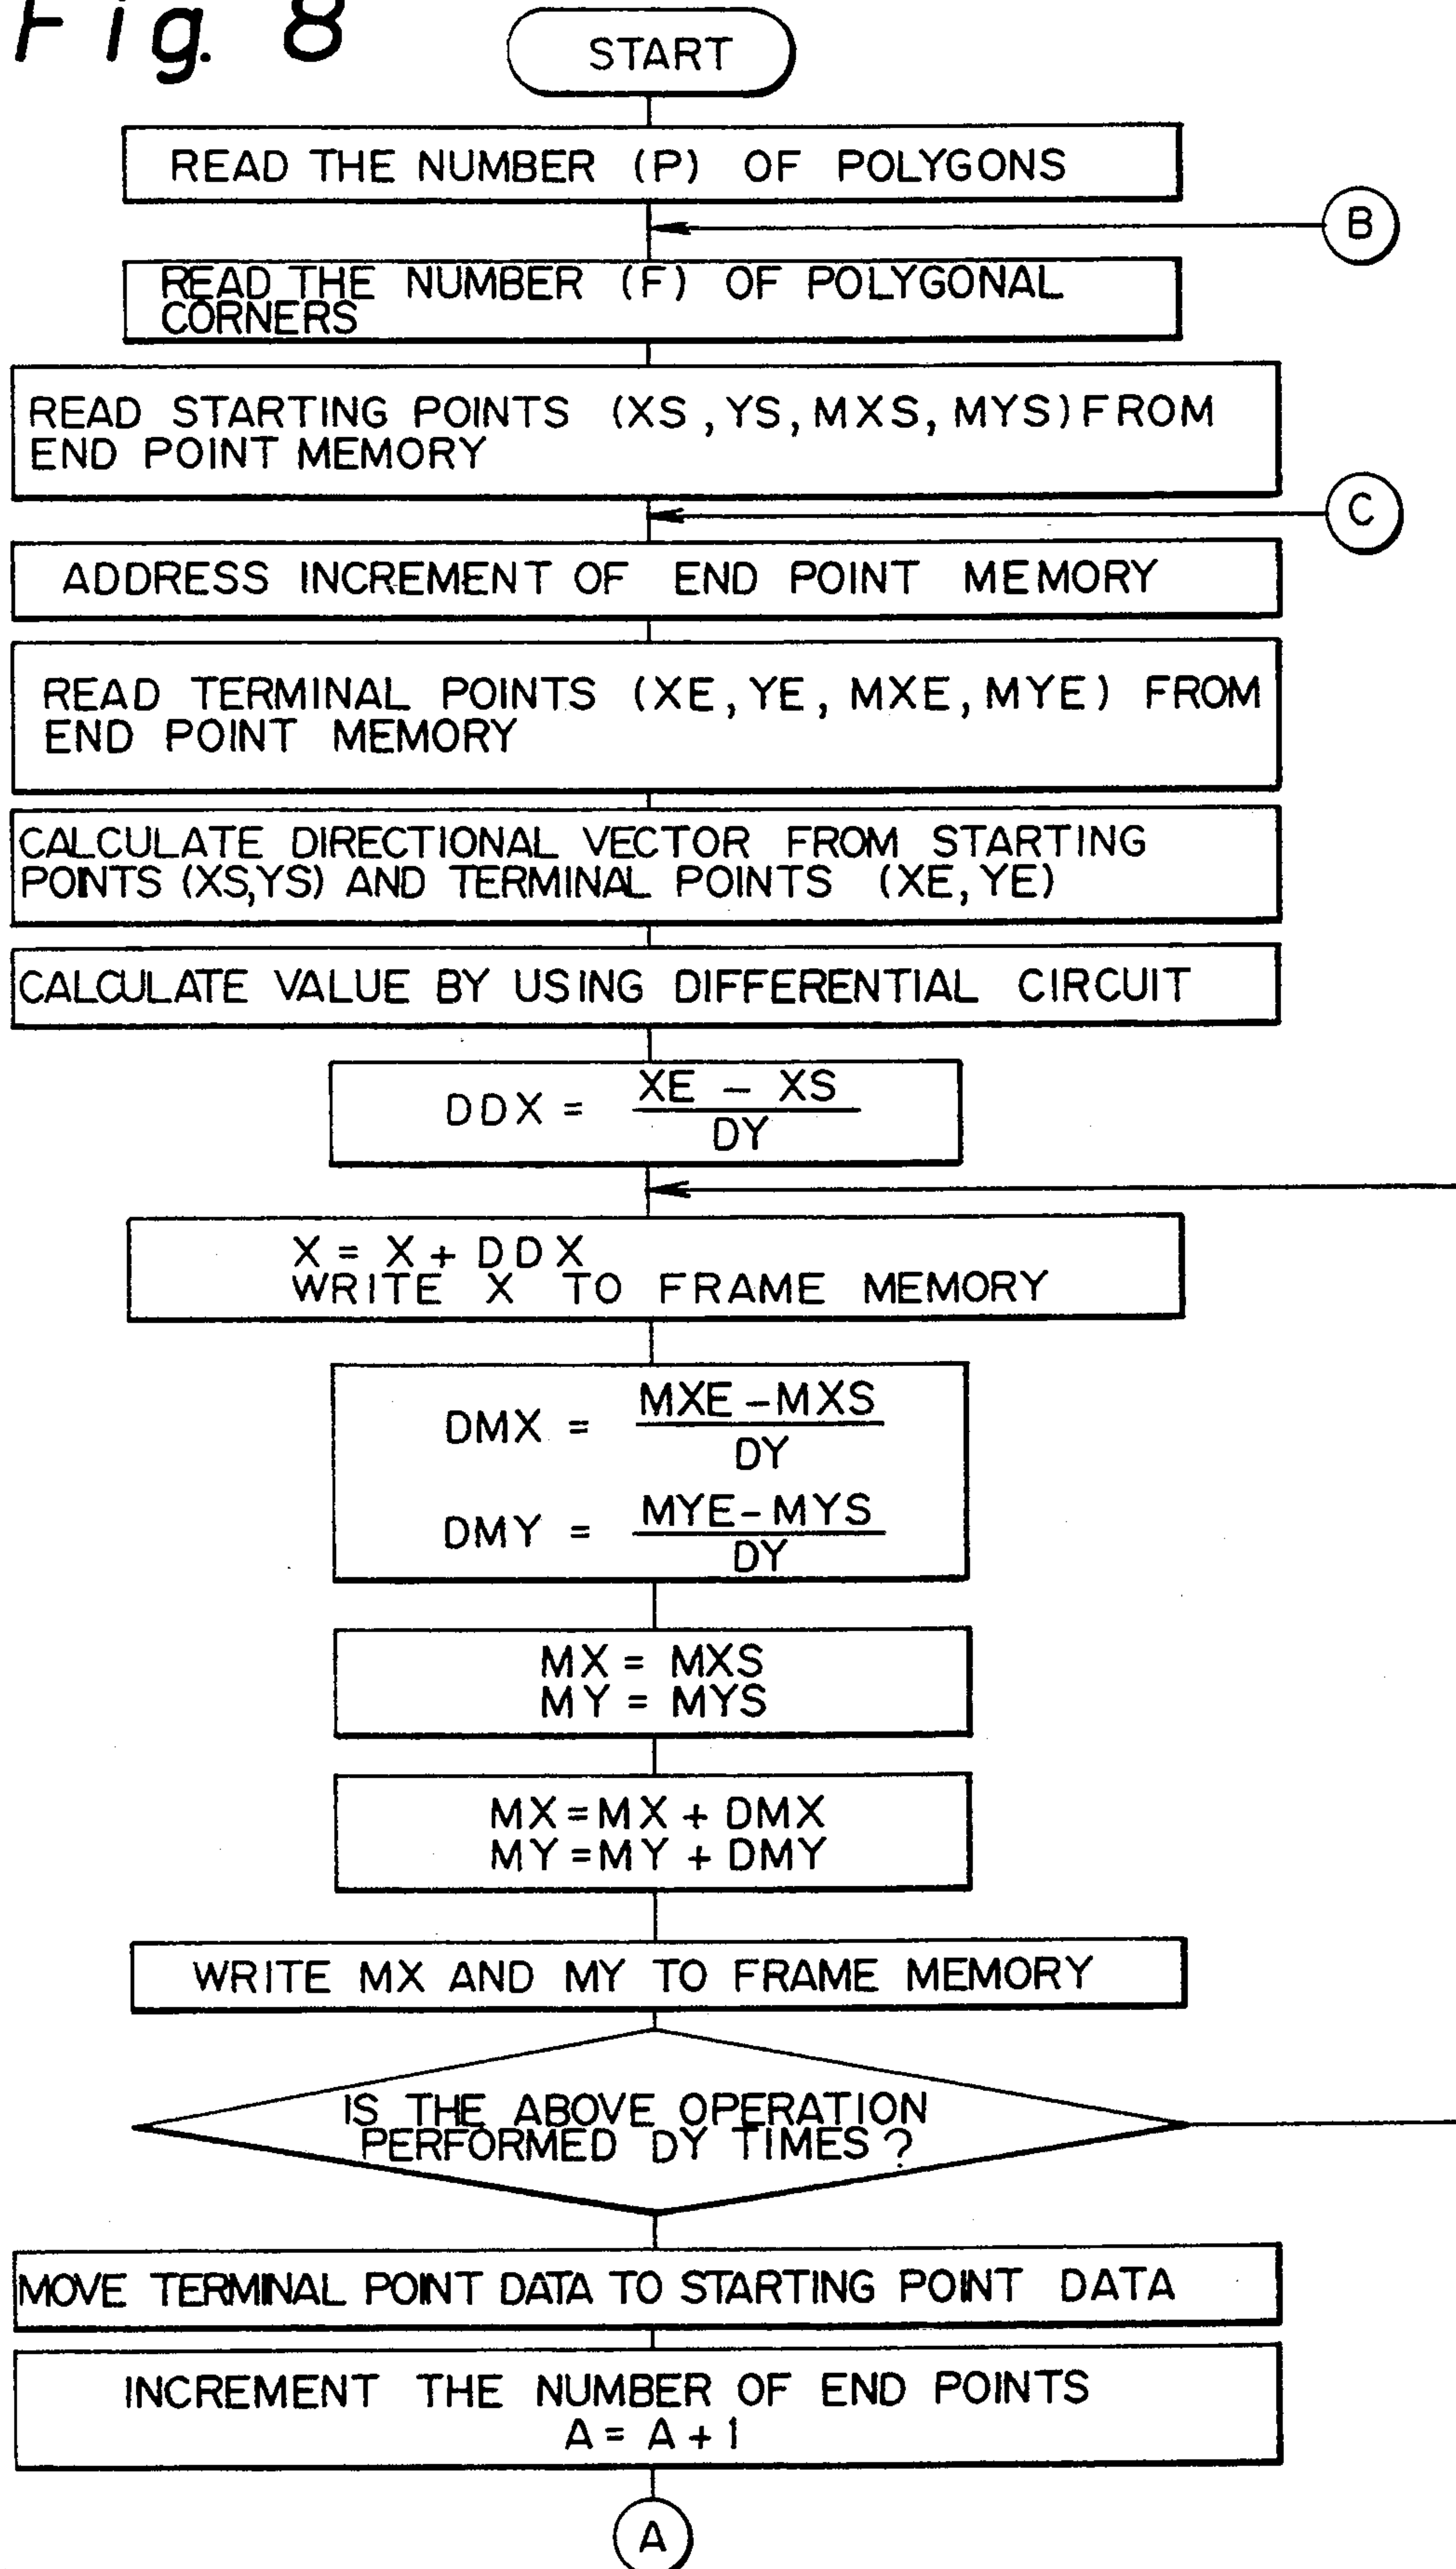 Fig. 8
START
READ THE NUMBER (P) OF POLYGONS
B
READ THE NUMBER (F) OF POLYGONAL
CORNERS
READ STARTING POINTS (XS, YS, MXS, MYS) FROM
END POINT MEMORY
C
ADDRESS INCREMENT OF END POINT MEMORY
READ TERMINAL POINTS (XE, YE, MXE, MYE) FROM
END POINT MEMORY
CALCULATE DIRECTIONAL VECTOR FROM STARTING
PONTS (XS,YS) AND TERMINAL POINTS (XE, YE)
CALCULATE VALUE BY USING DIFFERENTIAL CIRCUIT
XE - XS
DDX =
DY
X = X + DDX
WRITE X TO FRAME MEMORY
MXE - MXS
DMX =
DY
MYE - MYS
DMY =
DY
MX = MXS
MY = MYS
MX = MX + DMX
MY = MY + DMY
WRITE MX AND MY TO FRAME MEMORY
IS THE ABOVE OPERATION
PERFORMED DY TIMES ?
MOVE TERMINAL POINT DATA TO STARTING POINT DATA
INCREMENT THE NUMBER OF END POINTS
A = A + 1
A